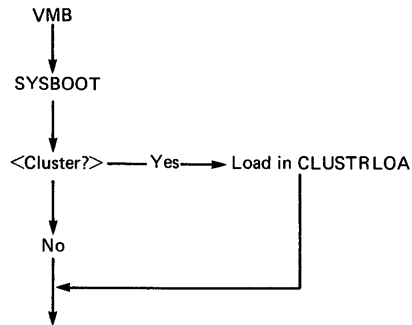 VMB
SYSBOOT
<Cluster?> Yes Load in CLUSTRLOA
No